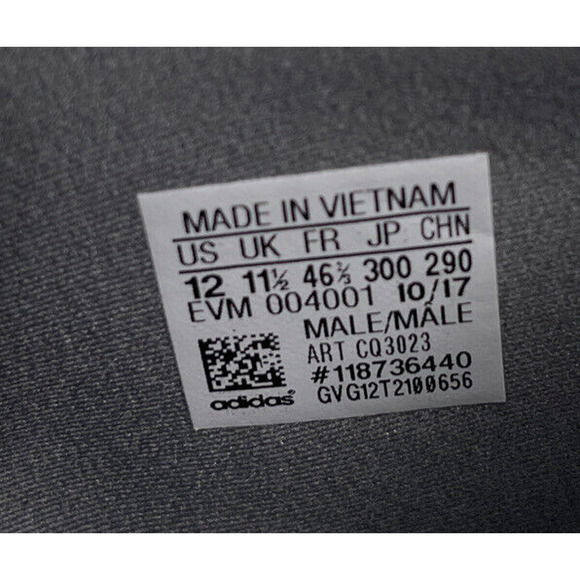 MADE IN VIETNAM
US UK FR JP CHN
12 11½ 46⅔ 300 290
EVM 004001 10/17
MALE/MÂLE
ART CQ3023
#118736440
adidas® GVG12T2100656